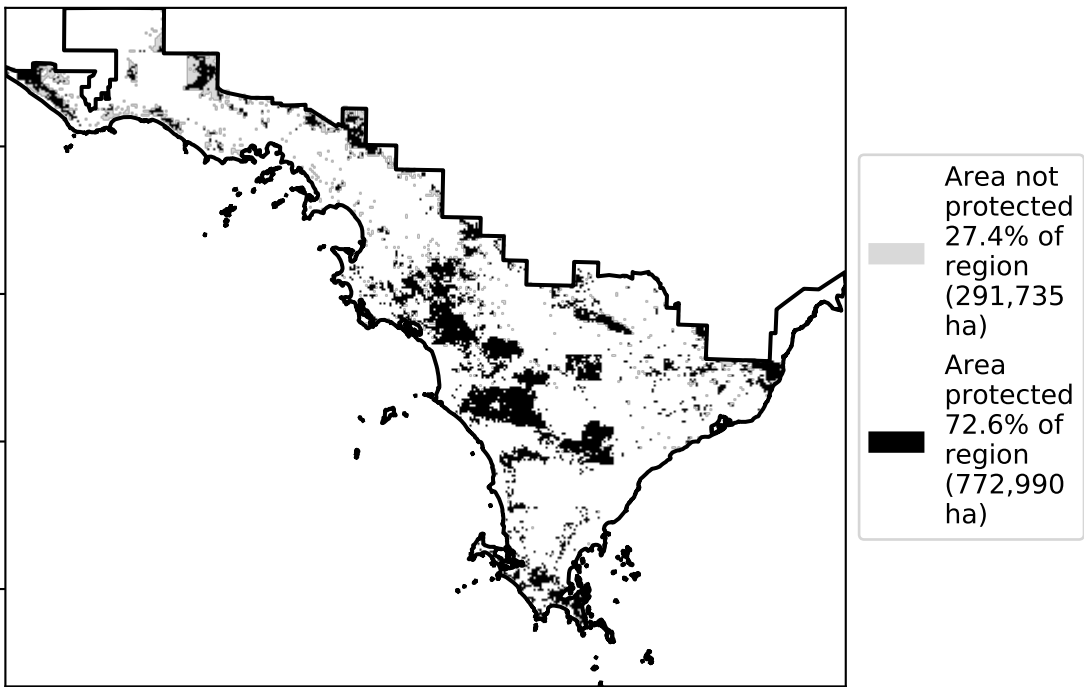 Area not
protected
27.4% of
region
(291,735
ha)
Area
protected
72.6% of
region
(772,990
ha)